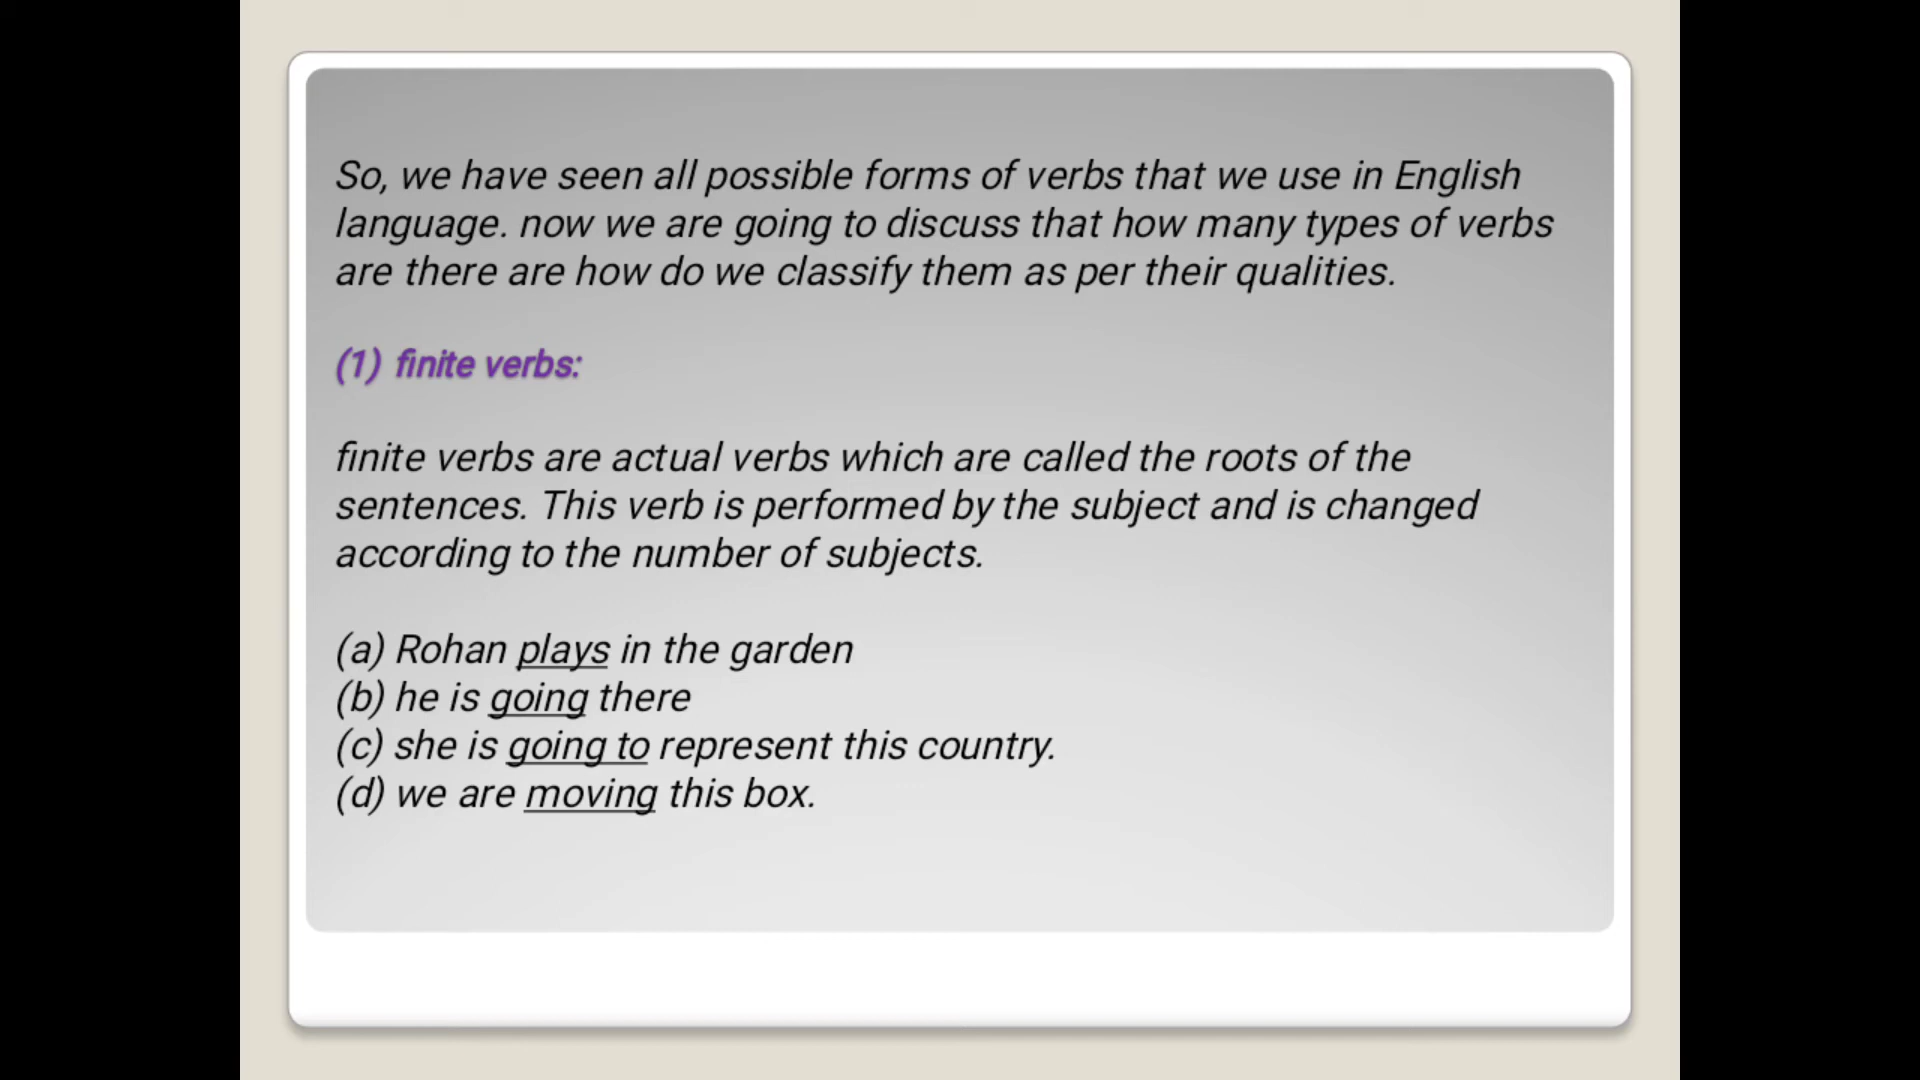 So, we have seen all possible forms of verbs that we use in English
language. now we are going to discuss that how many types of verbs
are there are how do we classify them as per their qualities.
(1) finite verbs:
finite verbs are actual verbs which are called the roots of the
sentences. This verb is performed by the subject and is changed
according to the number of subjects.
(a) Rohan plays in the garden
(b) he is going there
(c) she is going to represent this country.
(d) we are moving this box.